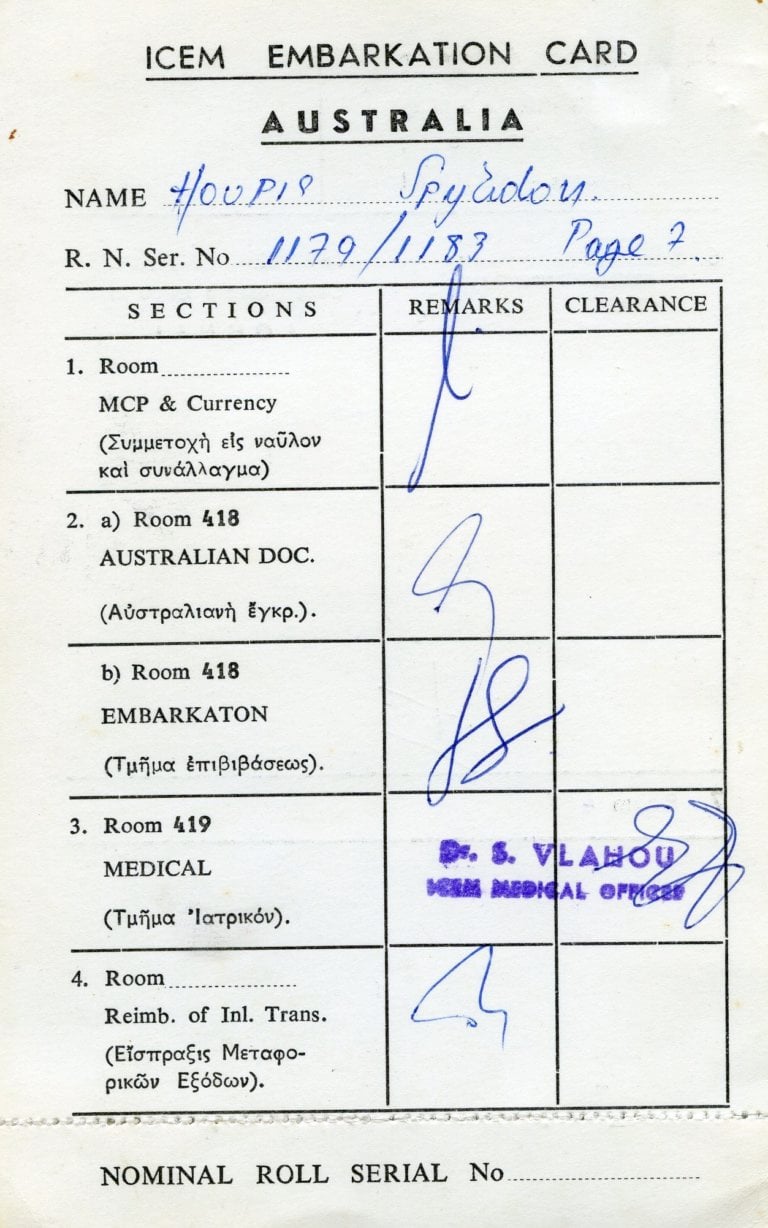 ICEM EMBARKATION CARD
AUSTRALIA
NAME Houpis Spyridon
R. N. Ser. No 1179/1183 Page 7
SECTIONS REMARKS CLEARANCE
1. Room
MCP & Currency
(Συμμετοχὴ εἰς ναῦλον
καὶ συνάλλαγμα)
2. a) Room 418
AUSTRALIAN DOC.
(Αὐστραλιανὴ ἔγκρ.).
b) Room 418
EMBARKATON
(Τμῆμα ἐπιβιβάσεως).
3. Room 419
MEDICAL
(Τμῆμα Ἰατρικόν).
Dr. S. VLAHOU
ICEM MEDICAL OFFICER
4. Room
Reimb. of Inl. Trans.
(Εἴσπραξις Μεταφο-
ρικῶν Ἐξόδων).
NOMINAL ROLL SERIAL No